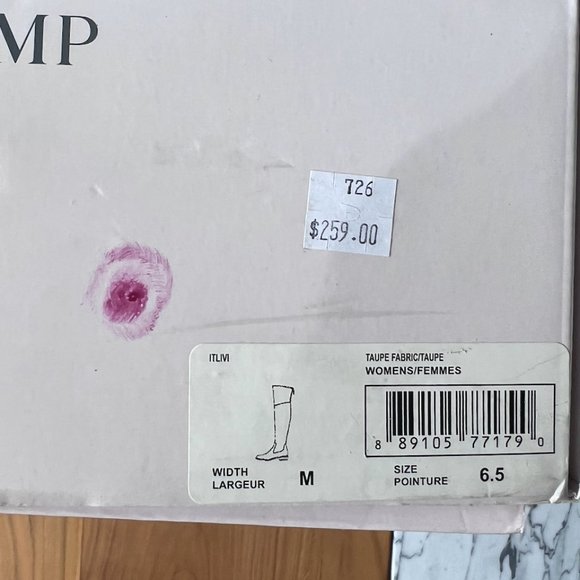 MP
726
$259.00
ITLIVI
TAUPE FABRIC/TAUPE
WOMENS/FEMMES
8 89105 77179 0
WIDTH
LARGEUR
M
SIZE
POINTURE
6.5